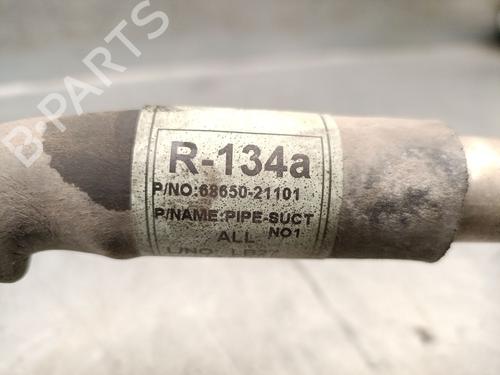 B-PARTS
R-134a
P/NO:68650-21101
P/NAME:PIPE-SUCT
ALL NO1